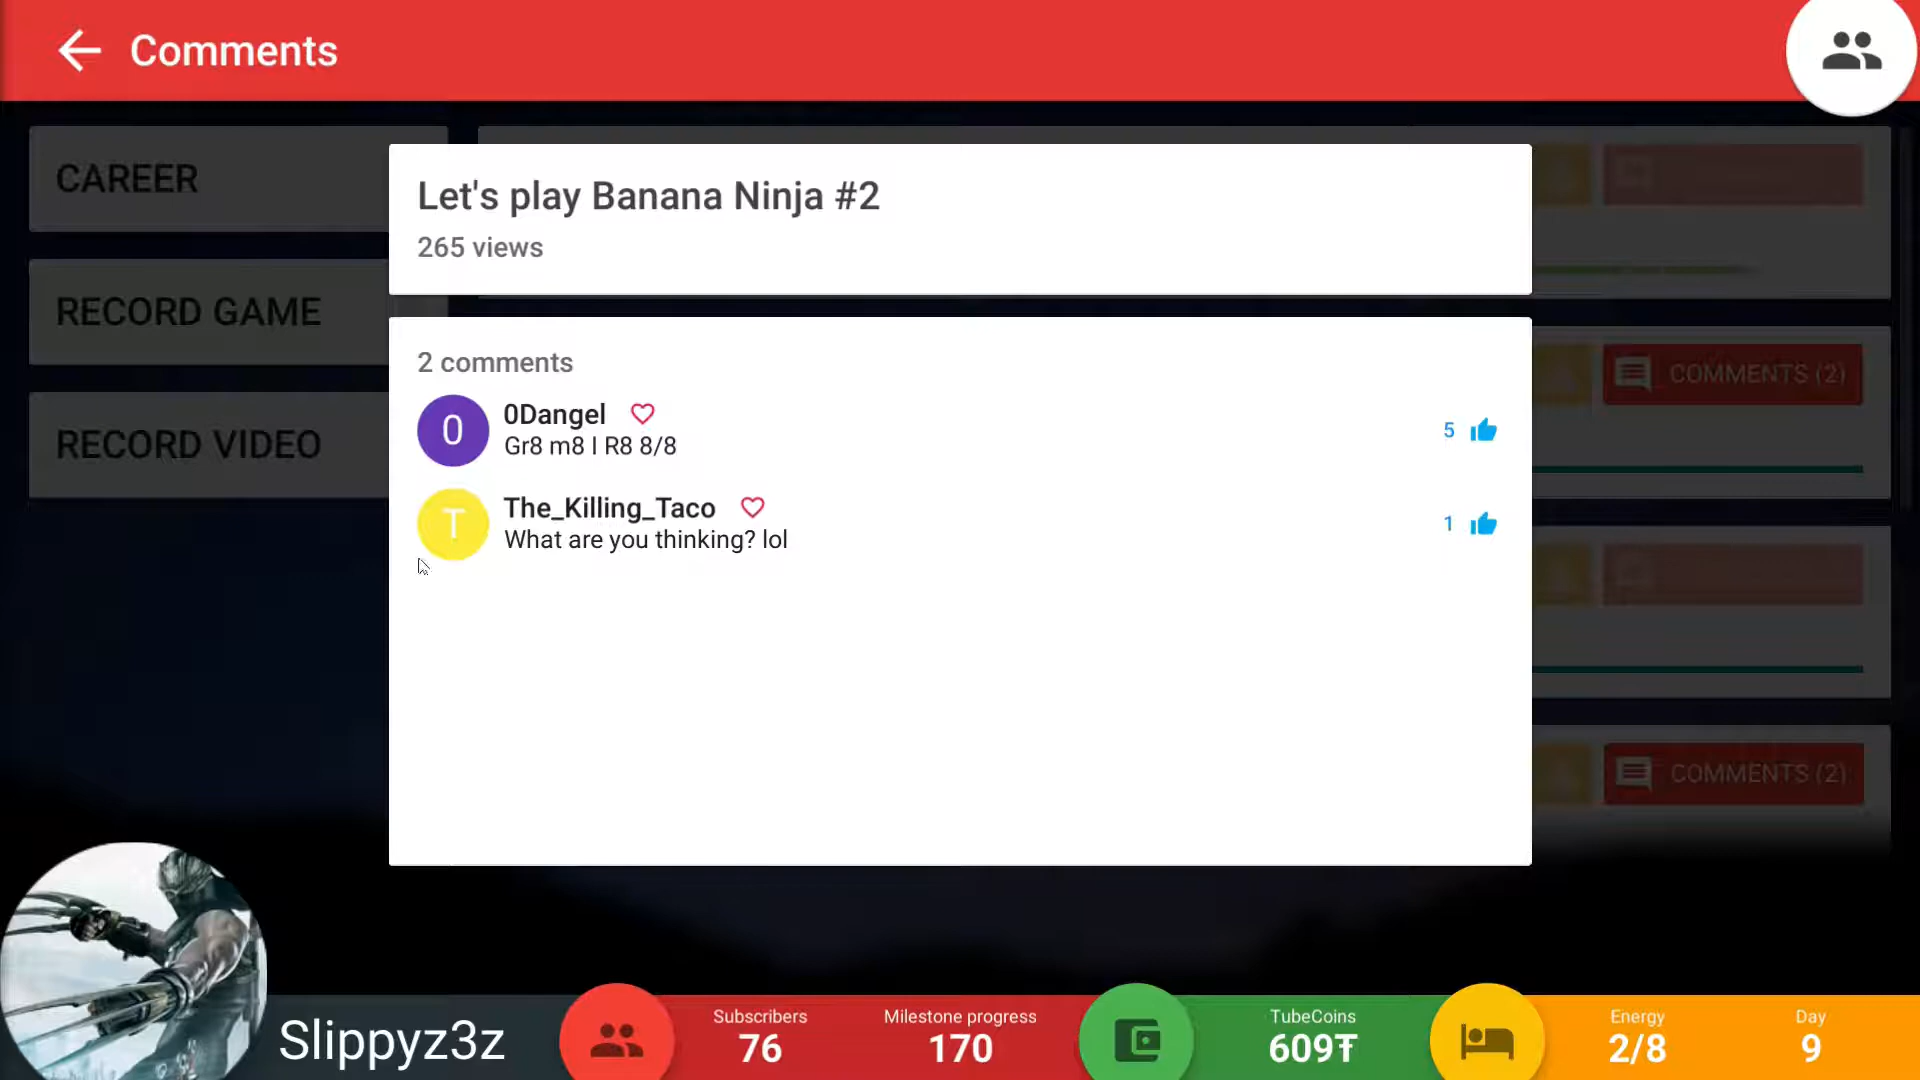 Comments
CAREER
RECORD GAME
RECORD VIDEO
Let's play Banana Ninja #2
265 views
2 comments
0
0Dangel
Gr8 m8 I R8 8/8
5
T
The_Killing_Taco
What are you thinking? lol
1
COMMENTS (2)
COMMENTS (2)
Slippyz3z
Subscribers
76
Milestone progress
170
TubeCoins
609Ŧ
Energy
2/8
Day
9